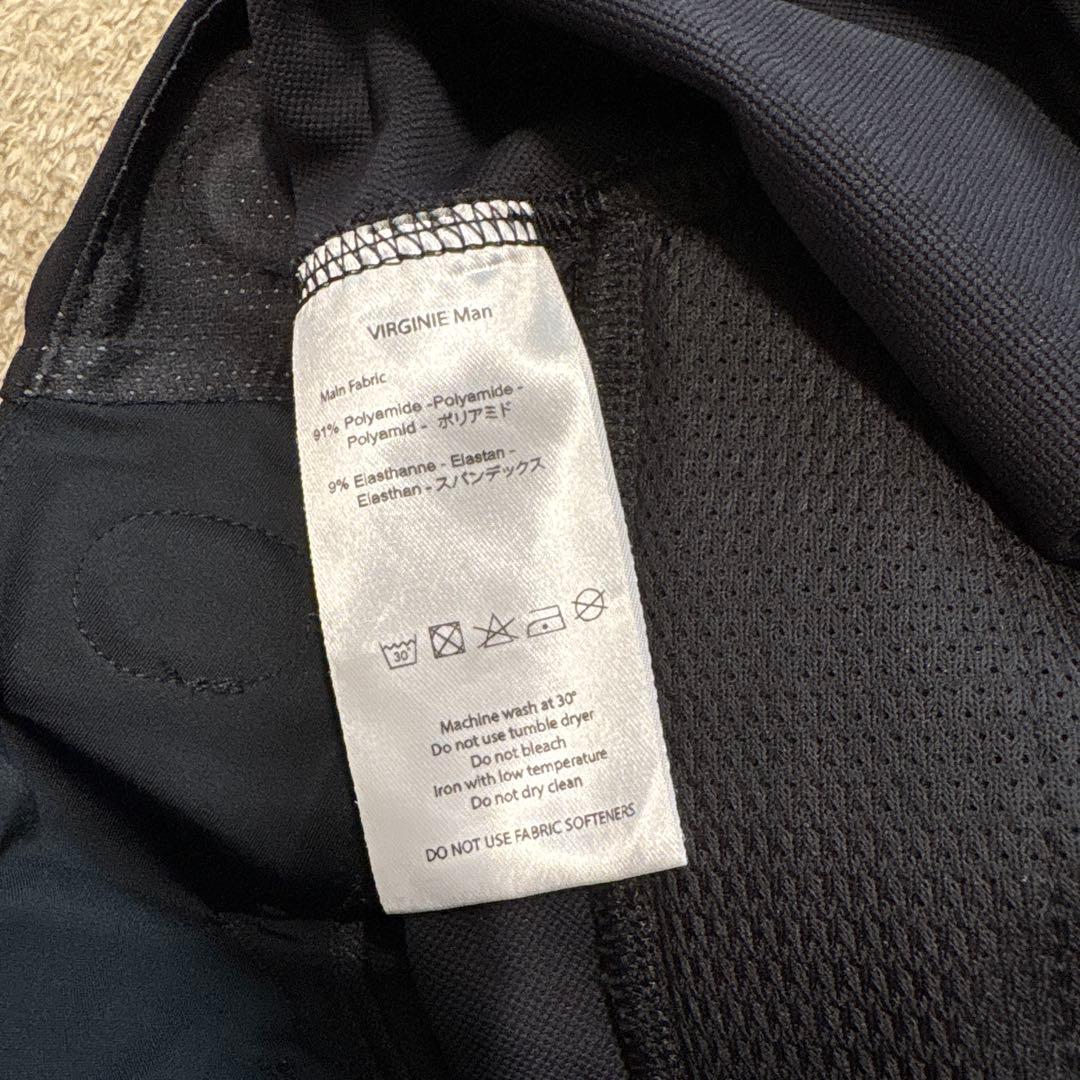 VIRGINIE Man
Main Fabric
91% Polyamide -Polyamide -
Polyamid - ポリアミド
9% Elasthanne - Elastan -
Elasthan - スパンデックス
30
Machine wash at 30°
Do not use tumble dryer
Do not bleach
Iron with low temperature
Do not dry clean
DO NOT USE FABRIC SOFTENERS